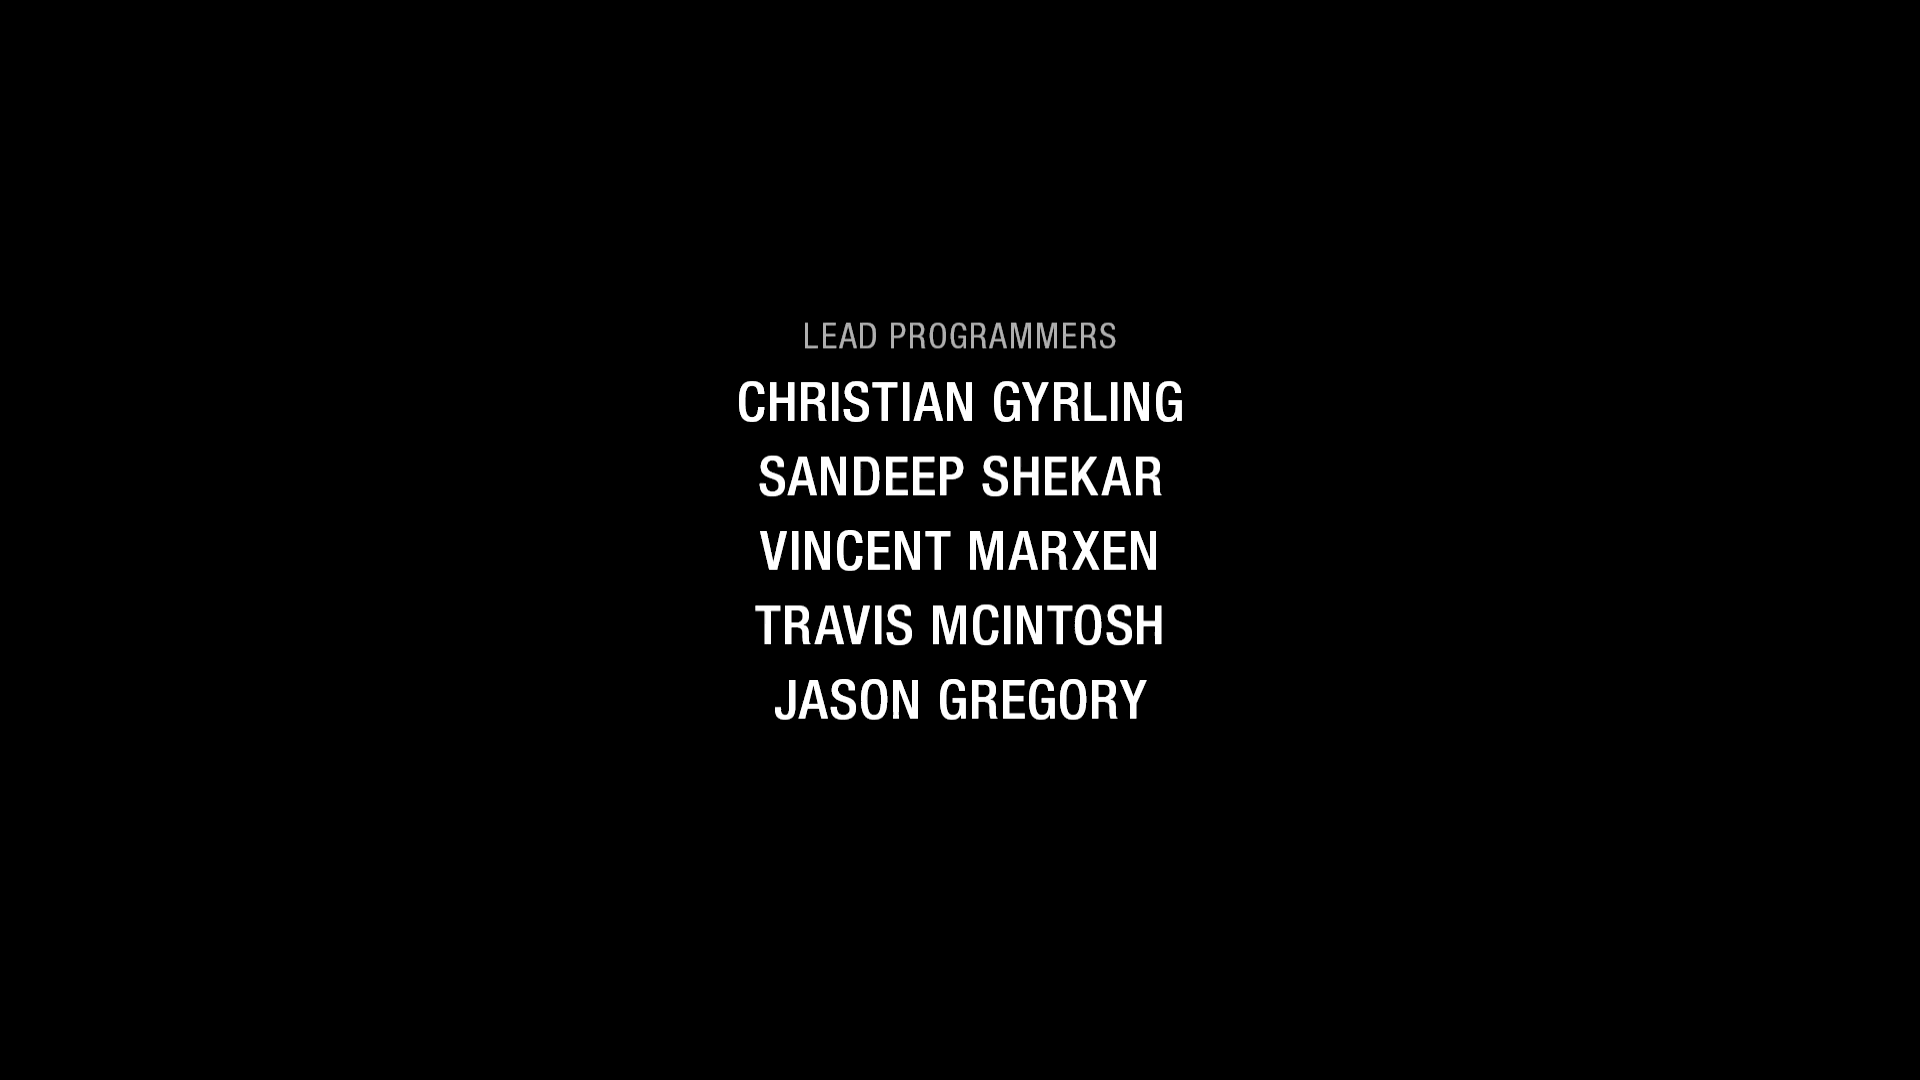 LEAD PROGRAMMERS
CHRISTIAN GYRLING
SANDEEP SHEKAR
VINCENT MARXEN
TRAVIS MCINTOSH
JASON GREGORY